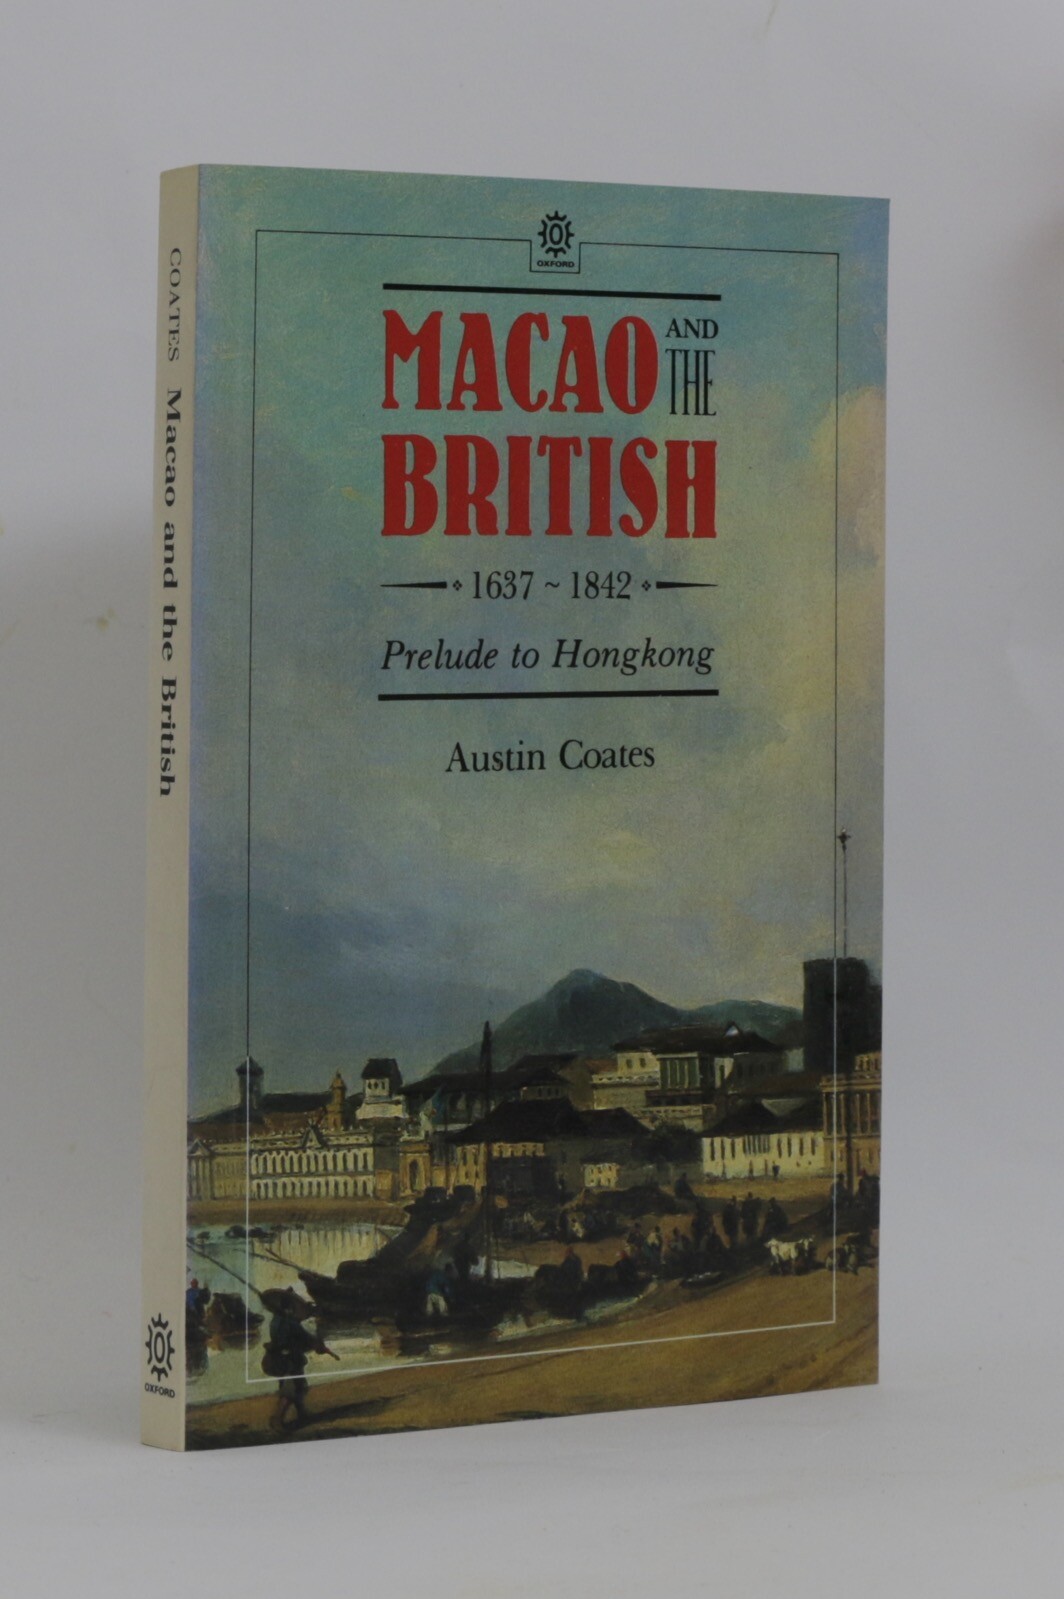 OXFORD
MACAO AND THE
BRITISH
1637 ~ 1842
Prelude to Hongkong
Austin Coates
COATES Macao and the British
OXFORD